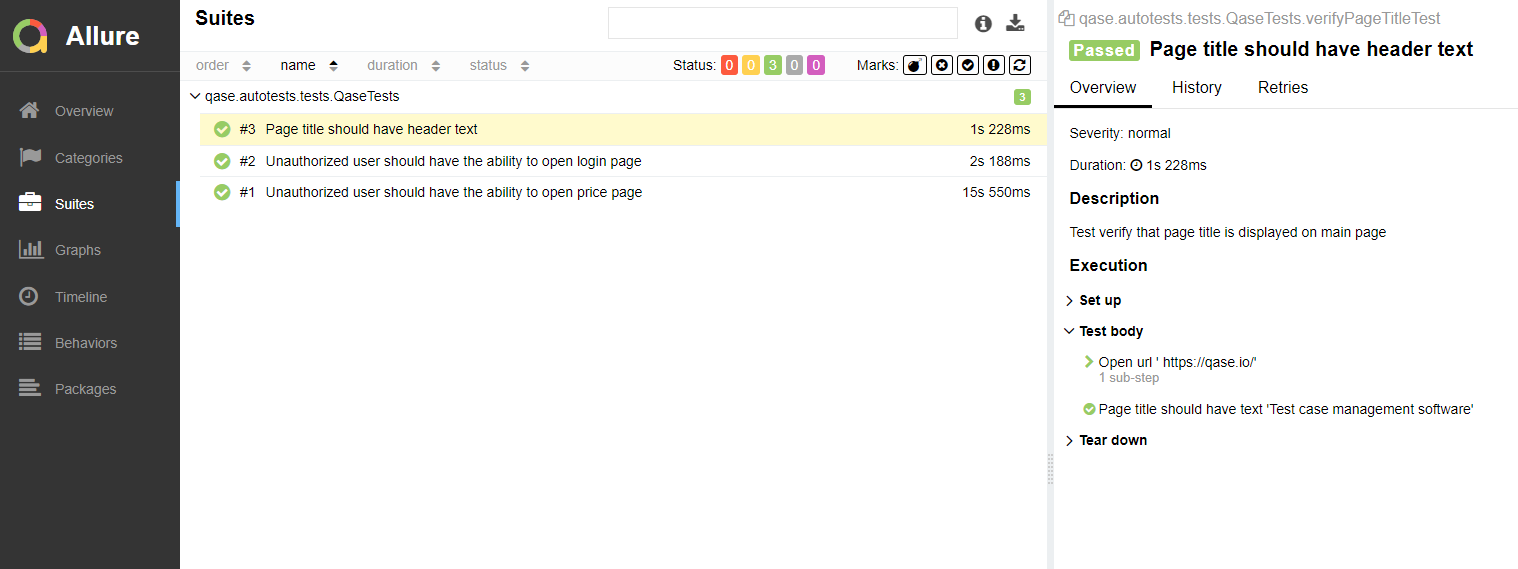 Allure
Overview
Categories
Suites
Graphs
Timeline
Behaviors
Packages
Suites
order name duration status Status: 0 0 3 0 0 Marks:
qase.autotests.tests.QaseTests 3
#3 Page title should have header text 1s 228ms
#2 Unauthorized user should have the ability to open login page 2s 188ms
#1 Unauthorized user should have the ability to open price page 15s 550ms
qase.autotests.tests.QaseTests.verifyPageTitleTest
Passed Page title should have header text
Overview History Retries
Severity: normal
Duration: 1s 228ms
Description
Test verify that page title is displayed on main page
Execution
Set up
Test body
Open url ' https://qase.io/'
1 sub-step
Page title should have text 'Test case management software'
Tear down